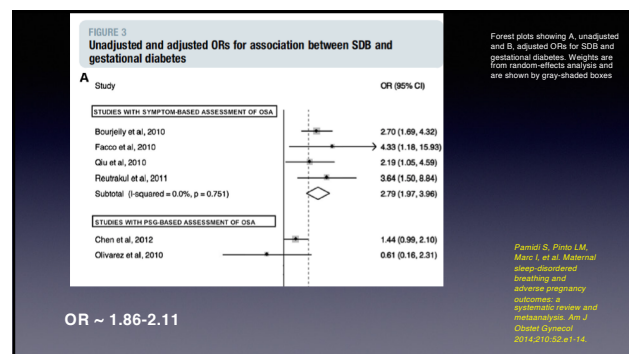 FIGURE 3
Unadjusted and adjusted ORs for association between SDB and
gestational diabetes
A
Study OR (95% CI)
STUDIES WITH SYMPTOM-BASED ASSESSMENT OF OSA
Bourjeily et al, 2010 2.70 (1.69, 4.32)
Facco et al, 2010 4.33 (1.18, 15.93)
Qiu et al, 2010 2.19 (1.05, 4.59)
Reutrakul et al, 2011 3.64 (1.50, 8.84)
Subtotal (I-squared = 0.0%, p = 0.751) 2.79 (1.97, 3.96)
STUDIES WITH PSG-BASED ASSESSMENT OF OSA
Chen et al, 2012 1.44 (0.99, 2.10)
Olivarez et al, 2010 0.61 (0.16, 2.31)
OR ~ 1.86-2.11
Forest plots showing A, unadjusted
and B, adjusted ORs for SDB and
gestational diabetes. Weights are
from random-effects analysis and
are shown by gray-shaded boxes
Pamidi S, Pinto LM,
Marc I, et al. Maternal
sleep-disordered
breathing and
adverse pregnancy
outcomes: a
systematic review and
metaanalysis. Am J
Obstet Gynecol
2014;210:52.e1-14.